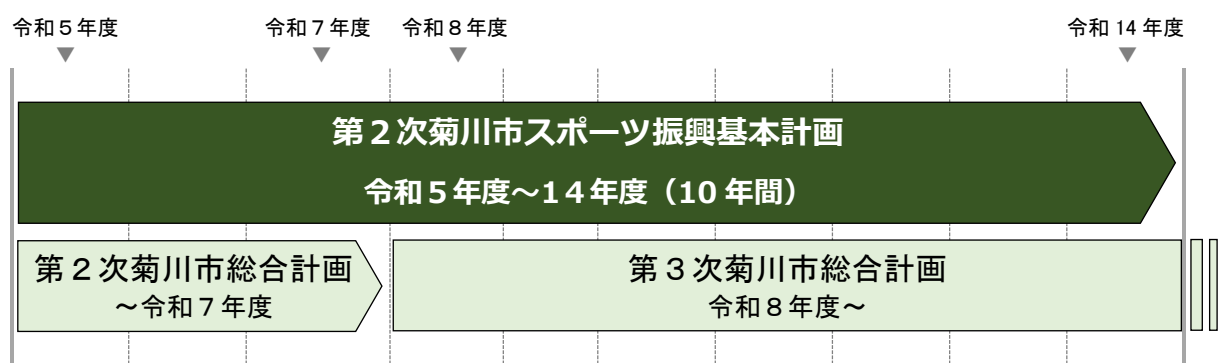 令和５年度
令和７年度
令和８年度
令和 14 年度
第２次菊川市スポーツ振興基本計画
令和５年度～1４年度（10 年間）
第２次菊川市総合計画
～令和７年度
第３次菊川市総合計画
令和８年度～